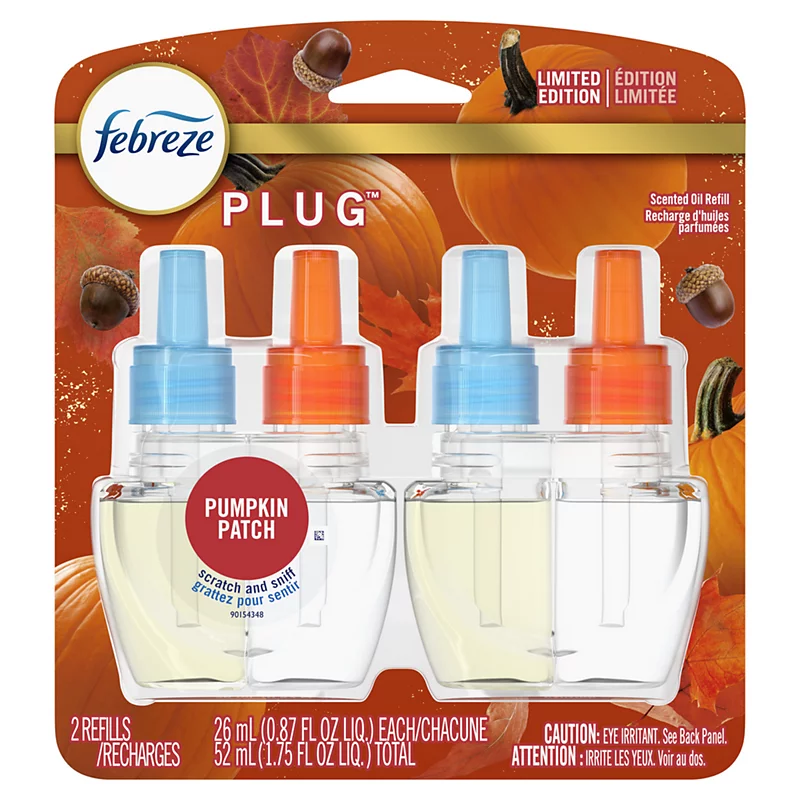 febreze
LIMITED EDITION | ÉDITION LIMITÉE
PLUG™
Scented Oil Refill
Recharge d'huiles
parfumées
PUMPKIN
PATCH
scratch and sniff
grattez pour sentir
90154348
2 REFILLS
/RECHARGES
26 mL (0.87 FL OZ LIQ.) EACH/CHACUNE
52 mL (1.75 FL OZ LIQ.) TOTAL
CAUTION: EYE IRRITANT. See Back Panel.
ATTENTION : IRRITE LES YEUX. Voir au dos.